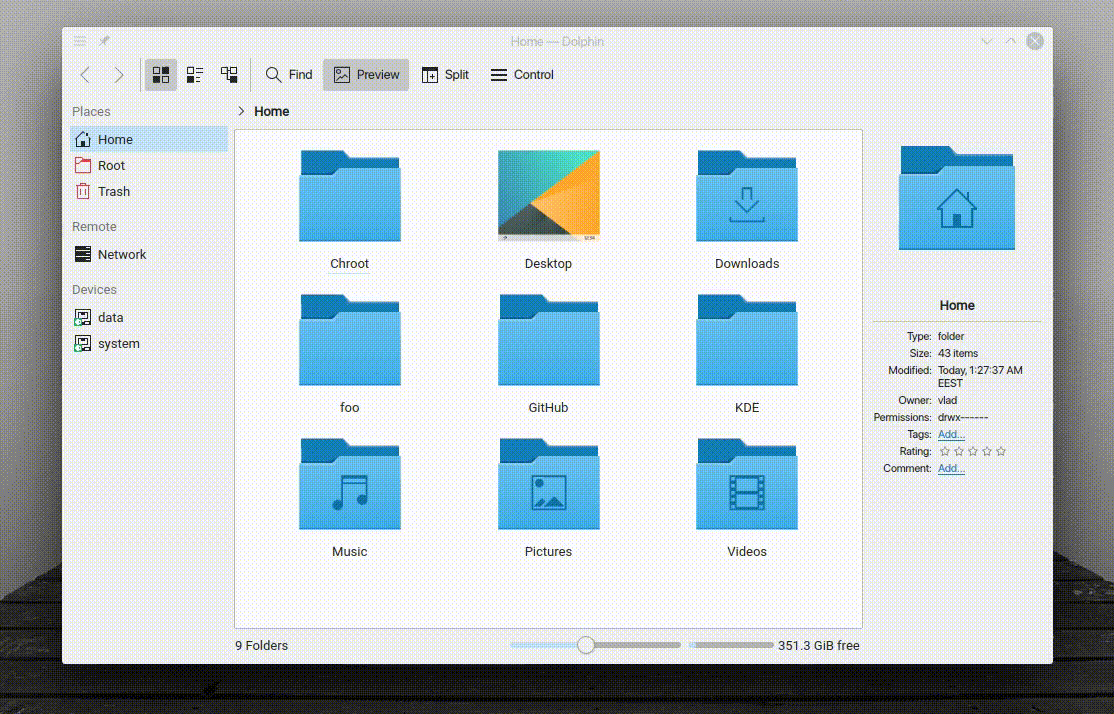 Home — Dolphin
Find
Preview
Split
Control
Places
Home
Root
Trash
Remote
Network
Devices
data
system
Home
Chroot
Desktop
Downloads
foo
GitHub
KDE
Music
Pictures
Videos
9 Folders
351.3 GiB free
Home
Type: folder
Size: 43 items
Modified: Today, 1:27:37 AM
EEST
Owner: vlad
Permissions: drwx------
Tags: Add...
Rating:
Comment: Add...